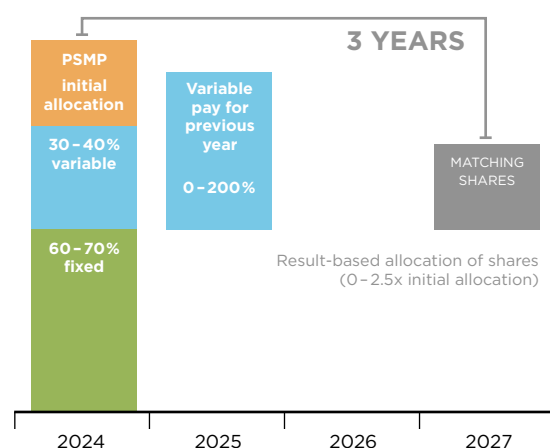 3 YEARS
PSMP
initial
allocation
30–40%
variable
60–70%
fixed
Variable
pay for
previous
year
0–200%
MATCHING
SHARES
Result-based allocation of shares
(0–2.5x initial allocation)
2024
2025
2026
2027